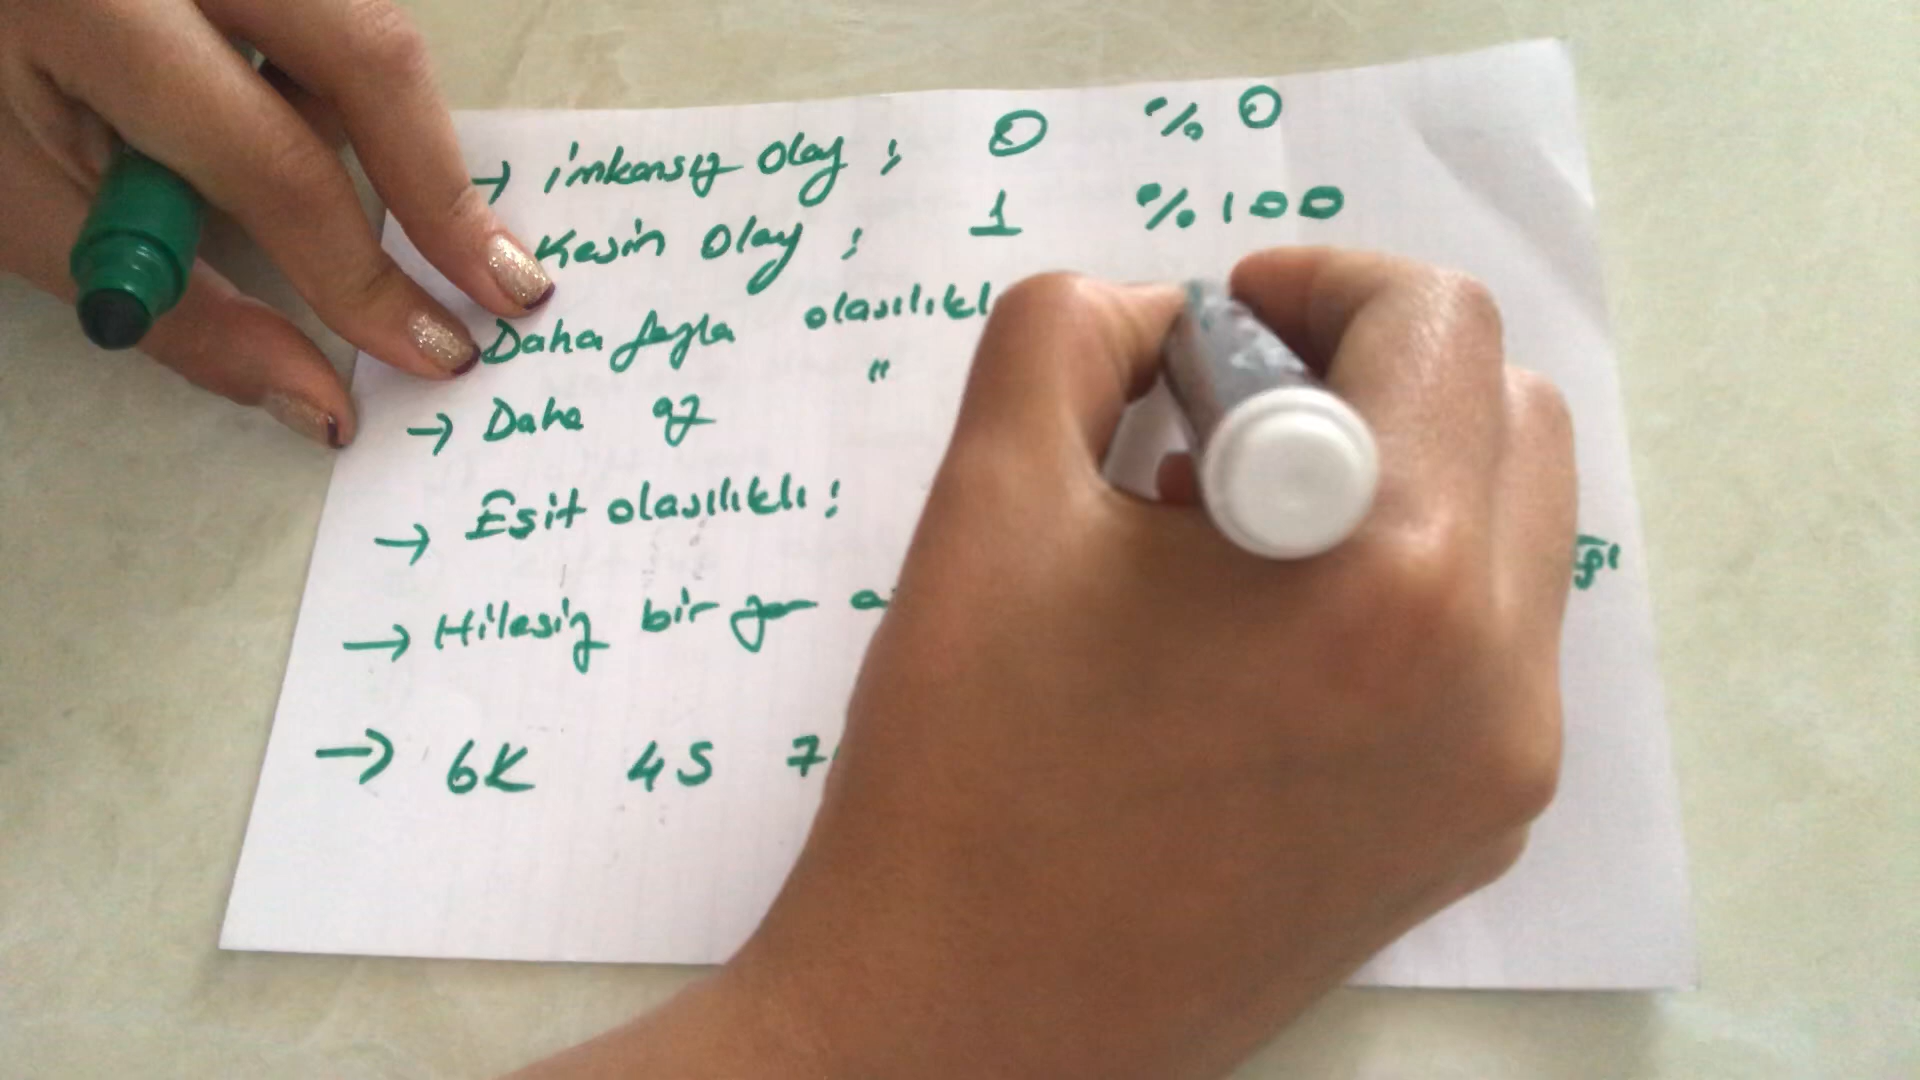 → imkansız olay : 0 % 0
Kesin olay : 1 % 100
Daha fazla olasılıklı
→ Daha az "
→ Eşit olasılıklı :
→ Hilesiz bir zar
→ 6K 4S 7